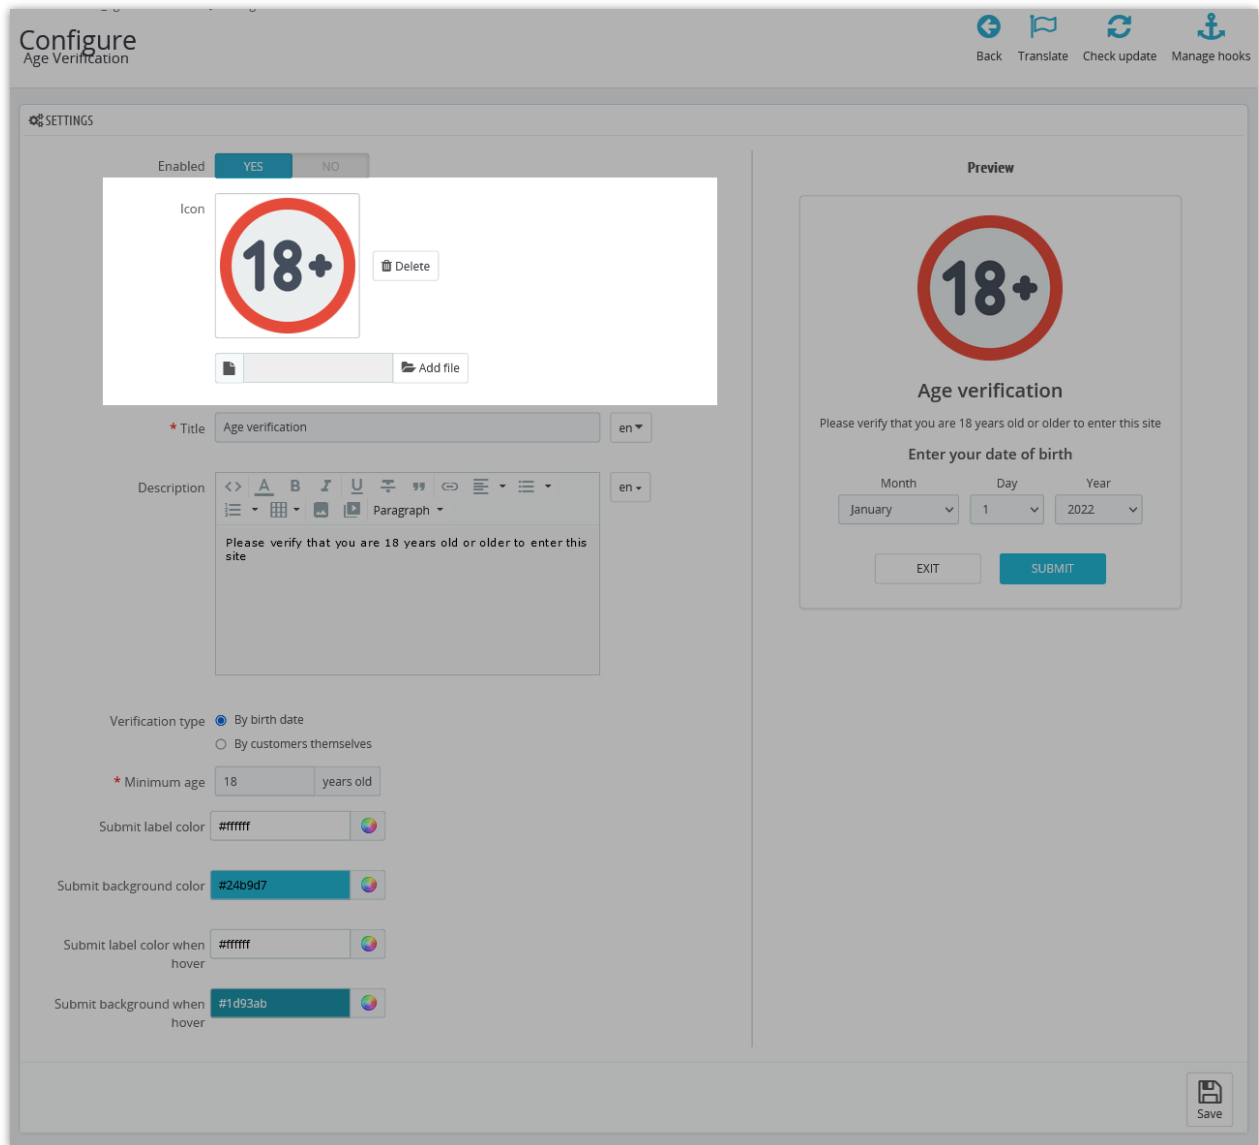 Configure
Age Verification
Back
Translate
Check update
Manage hooks
SETTINGS
Enabled
YES
NO
Icon
18+
Delete
Add file
* Title
Age verification
en
Description
A B I U
Paragraph
en
Please verify that you are 18 years old or older to enter this
site
Verification type
By birth date
By customers themselves
* Minimum age
18
years old
Submit label color
#ffffff
Submit background color
#24b9d7
Submit label color when
hover
#ffffff
Submit background when
hover
#1d93ab
Preview
18+
Age verification
Please verify that you are 18 years old or older to enter this site
Enter your date of birth
Month
Day
Year
January
1
2022
EXIT
SUBMIT
Save